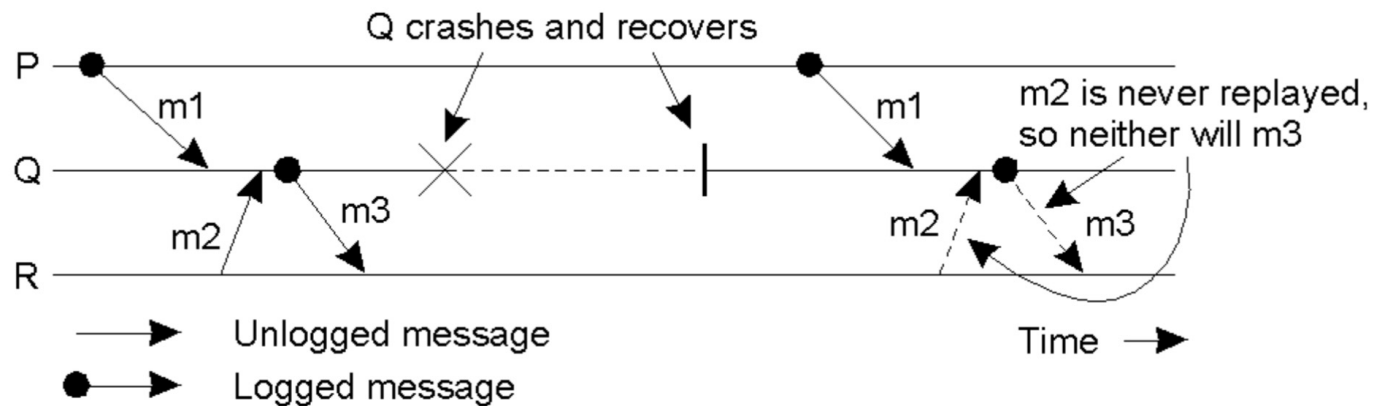 Q crashes and recovers
P
m1
m1
m2 is never replayed,
so neither will m3
Q
m2
m3
m2
m3
R
Unlogged message
Time
Logged message